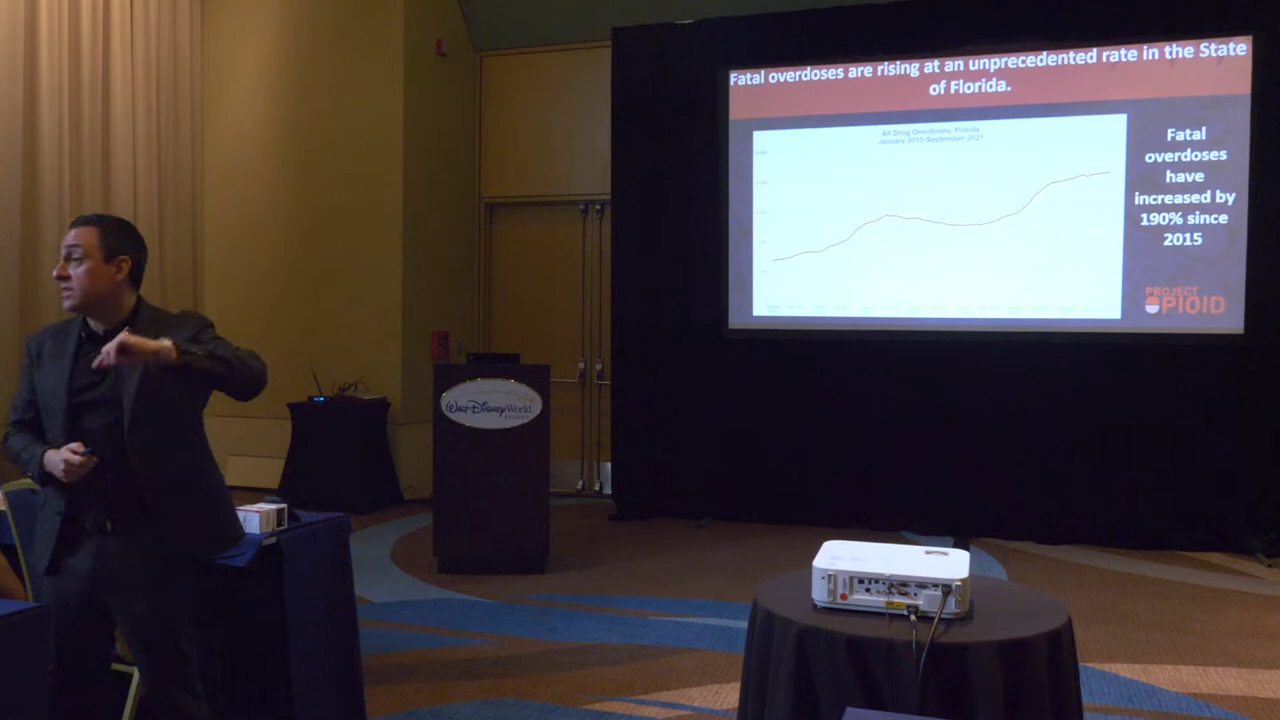 Fatal overdoses are rising at an unprecedented rate in the State
of Florida.
All Drug Overdoses, Florida
January 2015-September 2021
Fatal
overdoses
have
increased by
190% since
2015
PROJECT
OPIOID
WALT DISNEY World.
RESORT